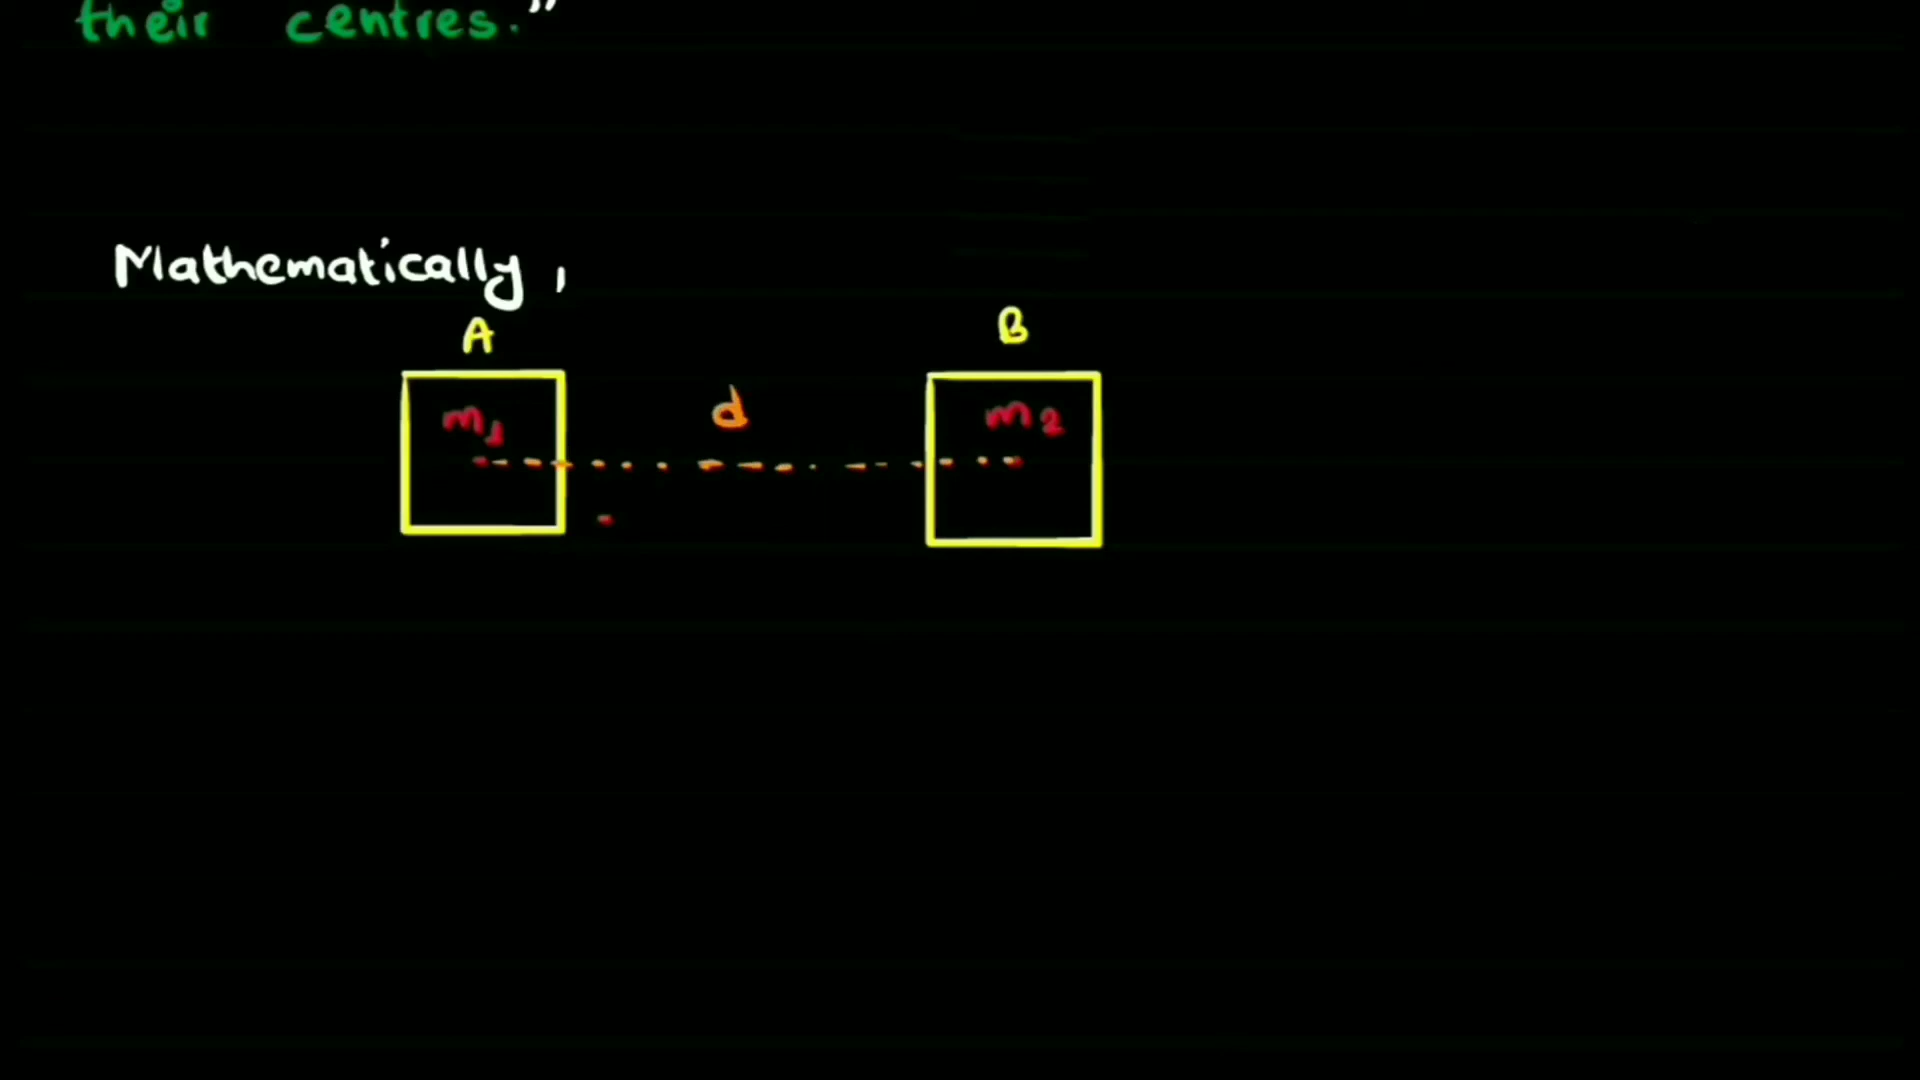 their centres.”
Mathematically,
A B
m1 d m2